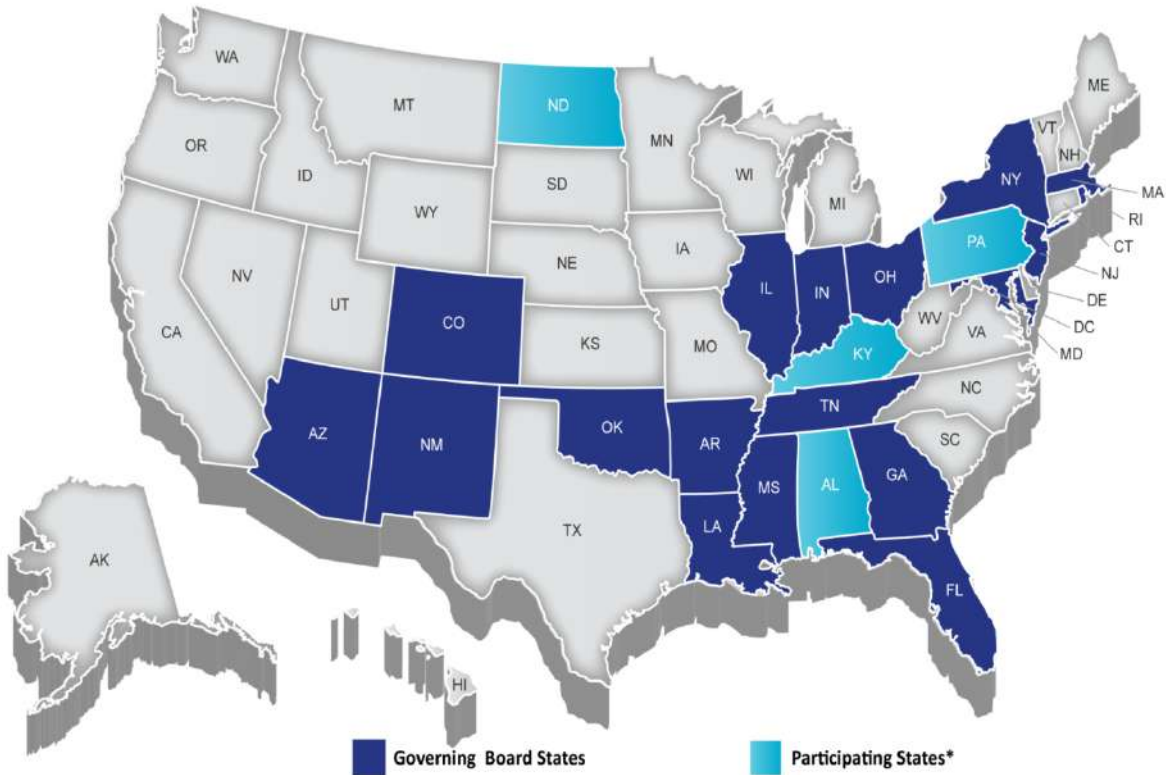 WA
MT
ND
MN
ME
VT
NH
OR
ID
SD
WI
MI
NY
MA
WY
RI
IA
PA
CT
NE
NJ
NV
UT
IL
IN
OH
DE
CO
WV
DC
CA
KS
MO
KY
VA
MD
NC
TN
AZ
NM
OK
AR
SC
MS
AL
GA
LA
TX
AK
FL
HI
Governing Board States
Participating States*